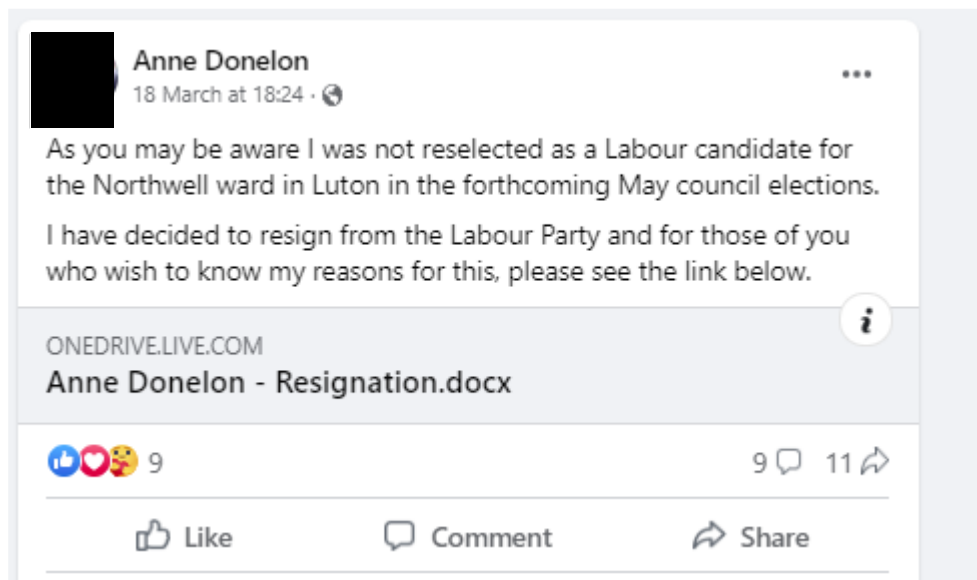 Anne Donelon
18 March at 18:24 ·
As you may be aware I was not reselected as a Labour candidate for
the Northwell ward in Luton in the forthcoming May council elections.
I have decided to resign from the Labour Party and for those of you
who wish to know my reasons for this, please see the link below.
i
ONEDRIVE.LIVE.COM
Anne Donelon - Resignation.docx
9 9 11
Like Comment Share